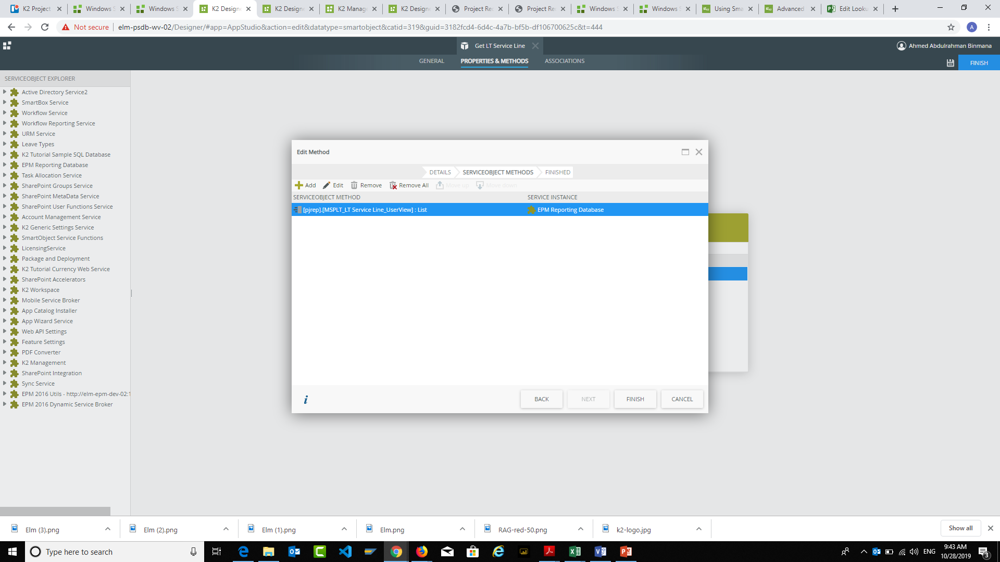 K2 Project
Windows S
Windows S
K2 Designe
K2 Designe
K2 Manage
K2 Designe
Project Rec
Project Rec
Windows S
Windows S
Using Sma
Advanced
Edit Looku
Not secure
elm-psdb-wv-02/Designer/#app=AppStudio&action=edit&datatype=smartobject&catid=319&guid=3182fcd4-6d4c-4a7b-bf5b-df106700625c&t=444
A
Get LT Service Line
Ahmed Abdulrahman Binmana
GENERAL
PROPERTIES & METHODS
ASSOCIATIONS
FINISH
SERVICEOBJECT EXPLORER
Active Directory Service2
SmartBox Service
Workflow Service
Workflow Reporting Service
URM Service
Leave Types
K2 Tutorial Sample SQL Database
EPM Reporting Database
Task Allocation Service
SharePoint Groups Service
SharePoint MetaData Service
SharePoint User Functions Service
Account Management Service
K2 Generic Settings Service
SmartObject Service Functions
LicensingService
Package and Deployment
K2 Tutorial Currency Web Service
SharePoint Accelerators
K2 Workspace
Mobile Service Broker
App Catalog Installer
App Wizard Service
Web API Settings
Feature Settings
PDF Converter
K2 Management
SharePoint Integration
Sync Service
EPM 2016 Utils - http://elm-epm-dev-02:1
EPM 2016 Dynamic Service Broker
Edit Method
DETAILS
SERVICEOBJECT METHODS
FINISHED
Add
Edit
Remove
Remove All
Move up
Move down
SERVICEOBJECT METHOD
SERVICE INSTANCE
[pjrep].[MSPLT_LT Service Line_UserView] : List
EPM Reporting Database
i
BACK
NEXT
FINISH
CANCEL
Elm (3).png
Elm (2).png
Elm (1).png
Elm.png
RAG-red-50.png
k2-logo.jpg
Show all
Type here to search
ENG
9:43 AM
10/28/2019
3